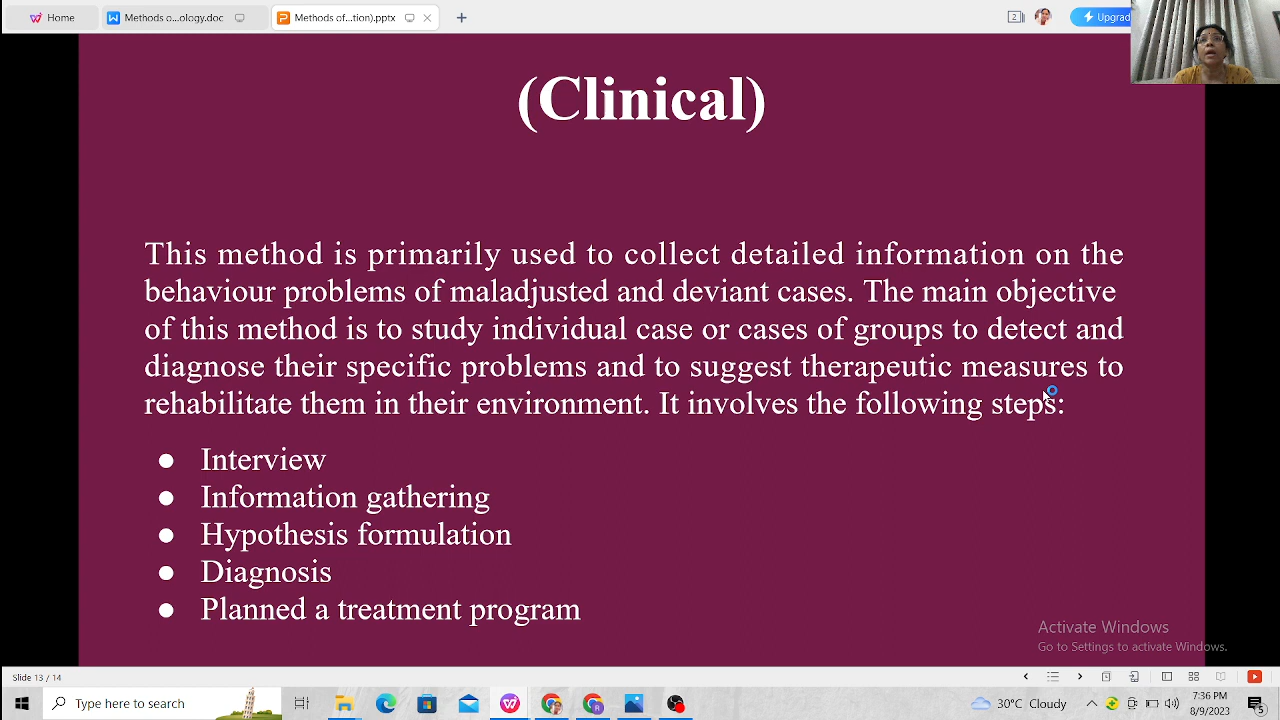 Home
Methods o...ology.doc
Methods of...tion).pptx
2
Upgrad
(Clinical)
This method is primarily used to collect detailed information on the
behaviour problems of maladjusted and deviant cases. The main objective
of this method is to study individual case or cases of groups to detect and
diagnose their specific problems and to suggest therapeutic measures to
rehabilitate them in their environment. It involves the following steps:
● Interview
● Information gathering
● Hypothesis formulation
● Diagnosis
● Planned a treatment program
Activate Windows
Go to Settings to activate Windows.
Slide 13 / 14
Type here to search
30°C Cloudy
7:36 PM
8/9/2023
5